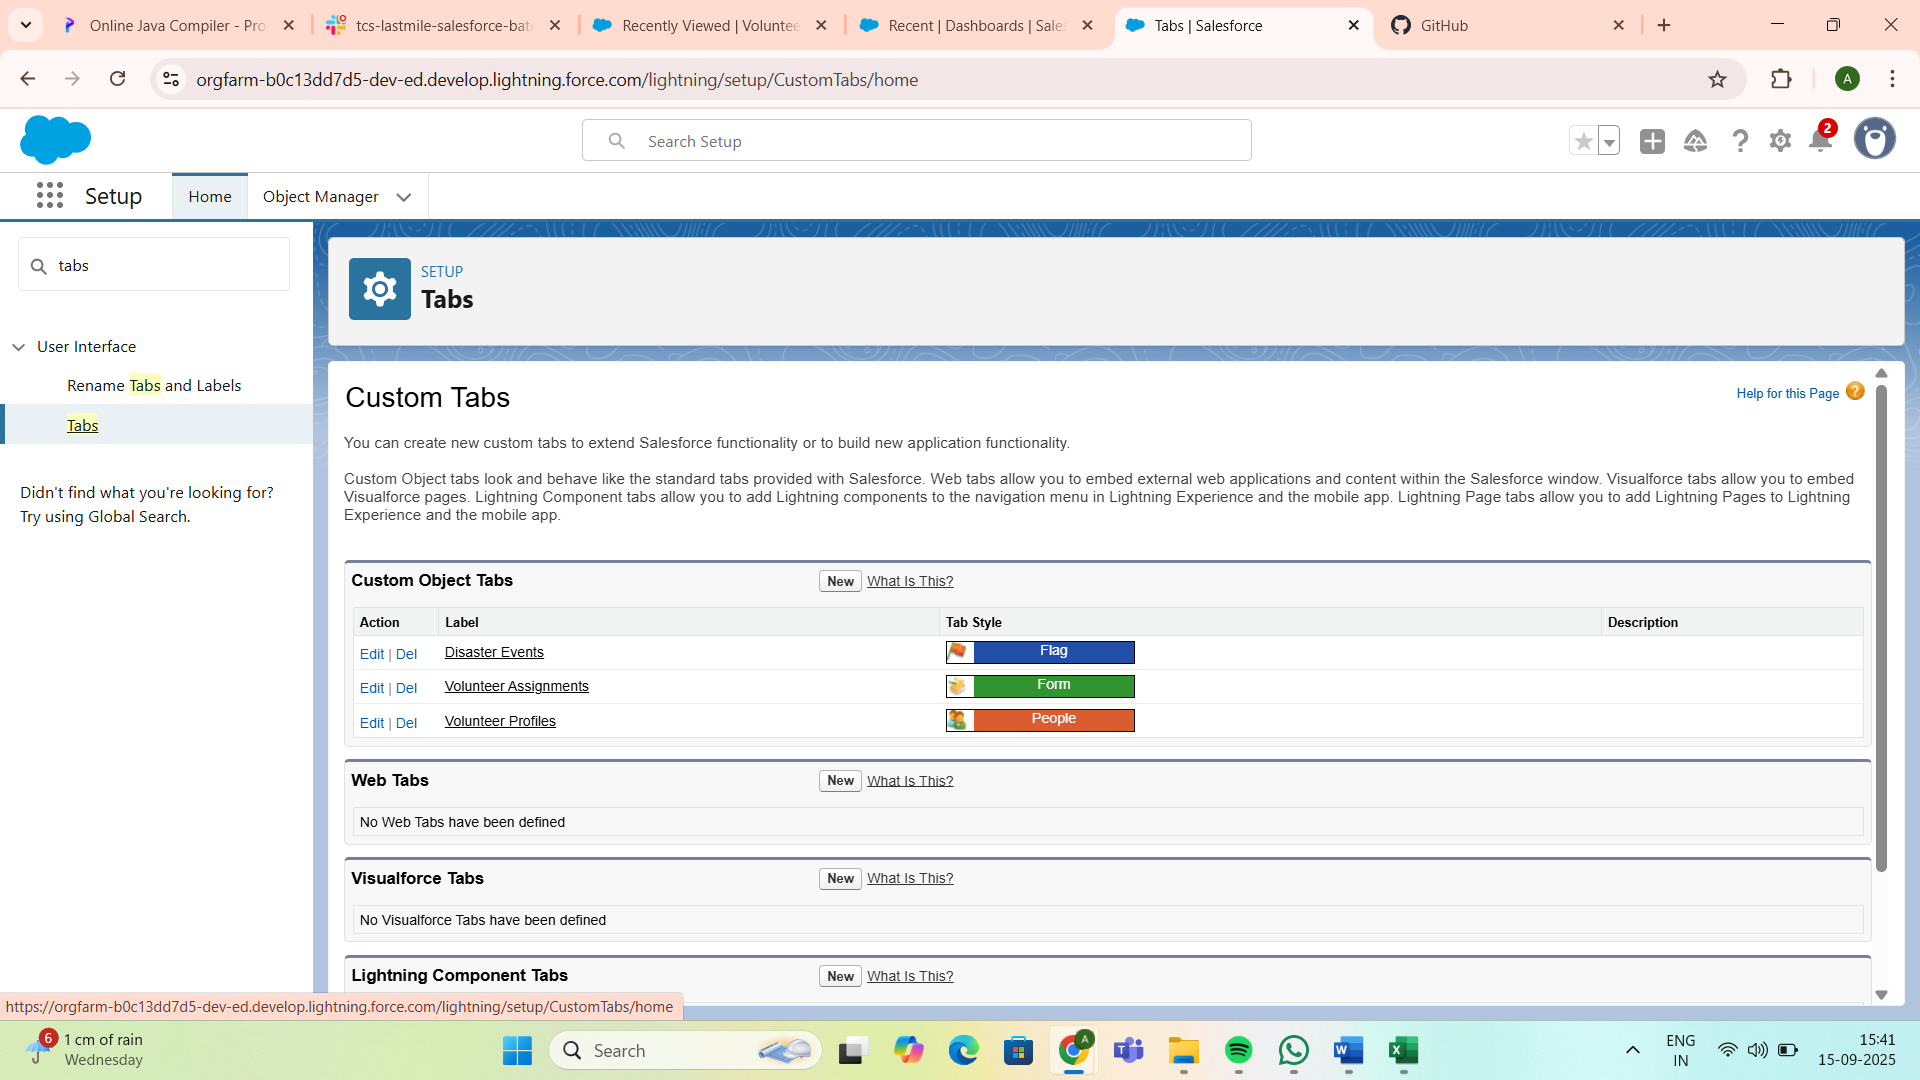 Online Java Compiler - Pro
tcs-lastmile-salesforce-batc
Recently Viewed | Voluntee
Recent | Dashboards | Sales
Tabs | Salesforce
GitHub
orgfarm-b0c13dd7d5-dev-ed.develop.lightning.force.com/lightning/setup/CustomTabs/home
A
Search Setup
2
Setup
Home
Object Manager
tabs
User Interface
Rename Tabs and Labels
Tabs
Didn't find what you're looking for?
Try using Global Search.
SETUP
Tabs
Custom Tabs
Help for this Page
You can create new custom tabs to extend Salesforce functionality or to build new application functionality.
Custom Object tabs look and behave like the standard tabs provided with Salesforce. Web tabs allow you to embed external web applications and content within the Salesforce window. Visualforce tabs allow you to embed
Visualforce pages. Lightning Component tabs allow you to add Lightning components to the navigation menu in Lightning Experience and the mobile app. Lightning Page tabs allow you to add Lightning Pages to Lightning
Experience and the mobile app.
Custom Object Tabs New What Is This?
Action Label Tab Style Description
Edit | Del Disaster Events Flag
Edit | Del Volunteer Assignments Form
Edit | Del Volunteer Profiles People
Web Tabs New What Is This?
No Web Tabs have been defined
Visualforce Tabs New What Is This?
No Visualforce Tabs have been defined
Lightning Component Tabs New What Is This?
https://orgfarm-b0c13dd7d5-dev-ed.develop.lightning.force.com/lightning/setup/CustomTabs/home
6
1 cm of rain
Wednesday
Search
A
ENG
IN
15:41
15-09-2025